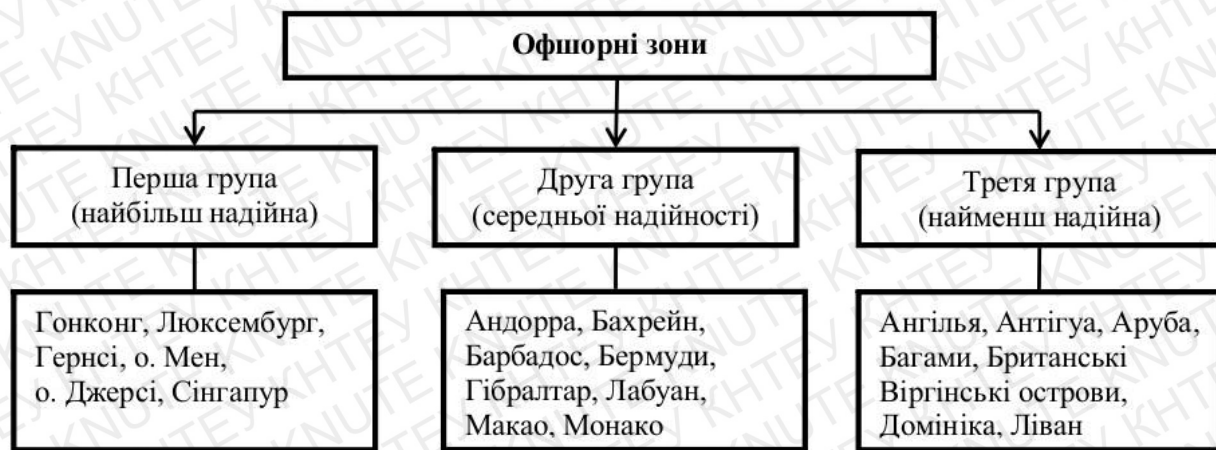 Офшорні зони
Перша група
(найбільш надійна)
Друга група
(середньої надійності)
Третя група
(найменш надійна)
Гонконг, Люксембург,
Гернсі, о. Мен,
о. Джерсі, Сінгапур
Андорра, Бахрейн,
Барбадос, Бермуди,
Гібралтар, Лабуан,
Макао, Монако
Ангілья, Антігуа, Аруба,
Багами, Британські
Віргінські острови,
Домініка, Ліван